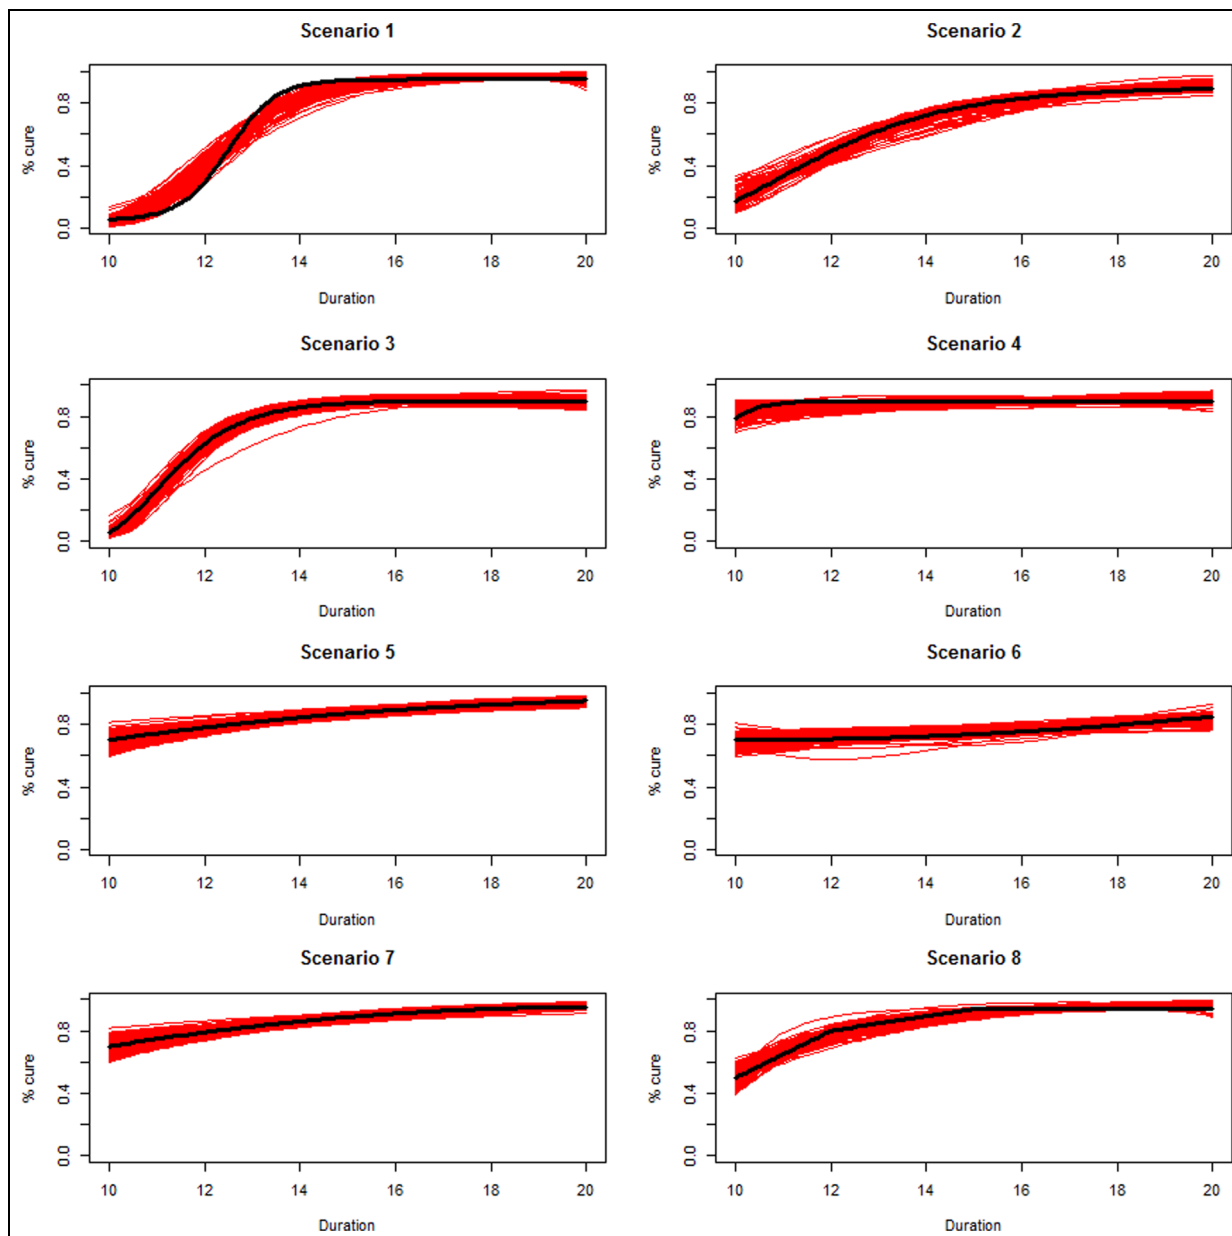 Scenario 1
% cure
0.0 0.4 0.8
10 12 14 16 18 20
Duration
Scenario 2
% cure
0.0 0.4 0.8
10 12 14 16 18 20
Duration
Scenario 3
% cure
0.0 0.4 0.8
10 12 14 16 18 20
Duration
Scenario 4
% cure
0.0 0.4 0.8
10 12 14 16 18 20
Duration
Scenario 5
% cure
0.0 0.4 0.8
10 12 14 16 18 20
Duration
Scenario 6
% cure
0.0 0.4 0.8
10 12 14 16 18 20
Duration
Scenario 7
% cure
0.0 0.4 0.8
10 12 14 16 18 20
Duration
Scenario 8
% cure
0.0 0.4 0.8
10 12 14 16 18 20
Duration